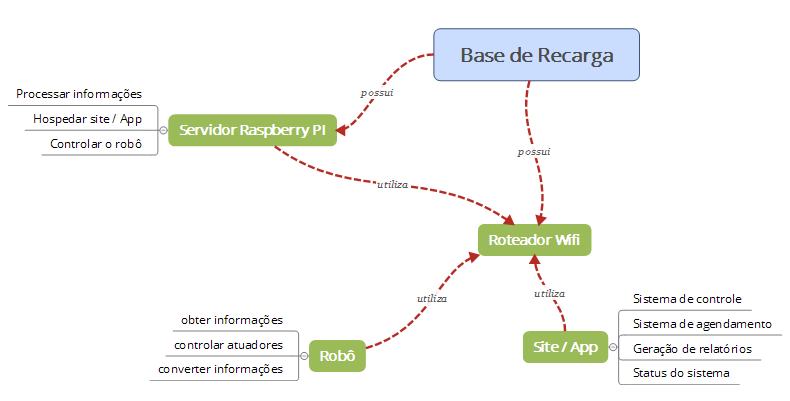 Base de Recarga
possui
Processar informações
Hospedar site / App
Controlar o robô
Servidor Raspberry PI
possui
utiliza
Roteador Wifi
utiliza
utiliza
obter informações
controlar atuadores
converter informações
Robô
Site / App
Sistema de controle
Sistema de agendamento
Geração de relatórios
Status do sistema